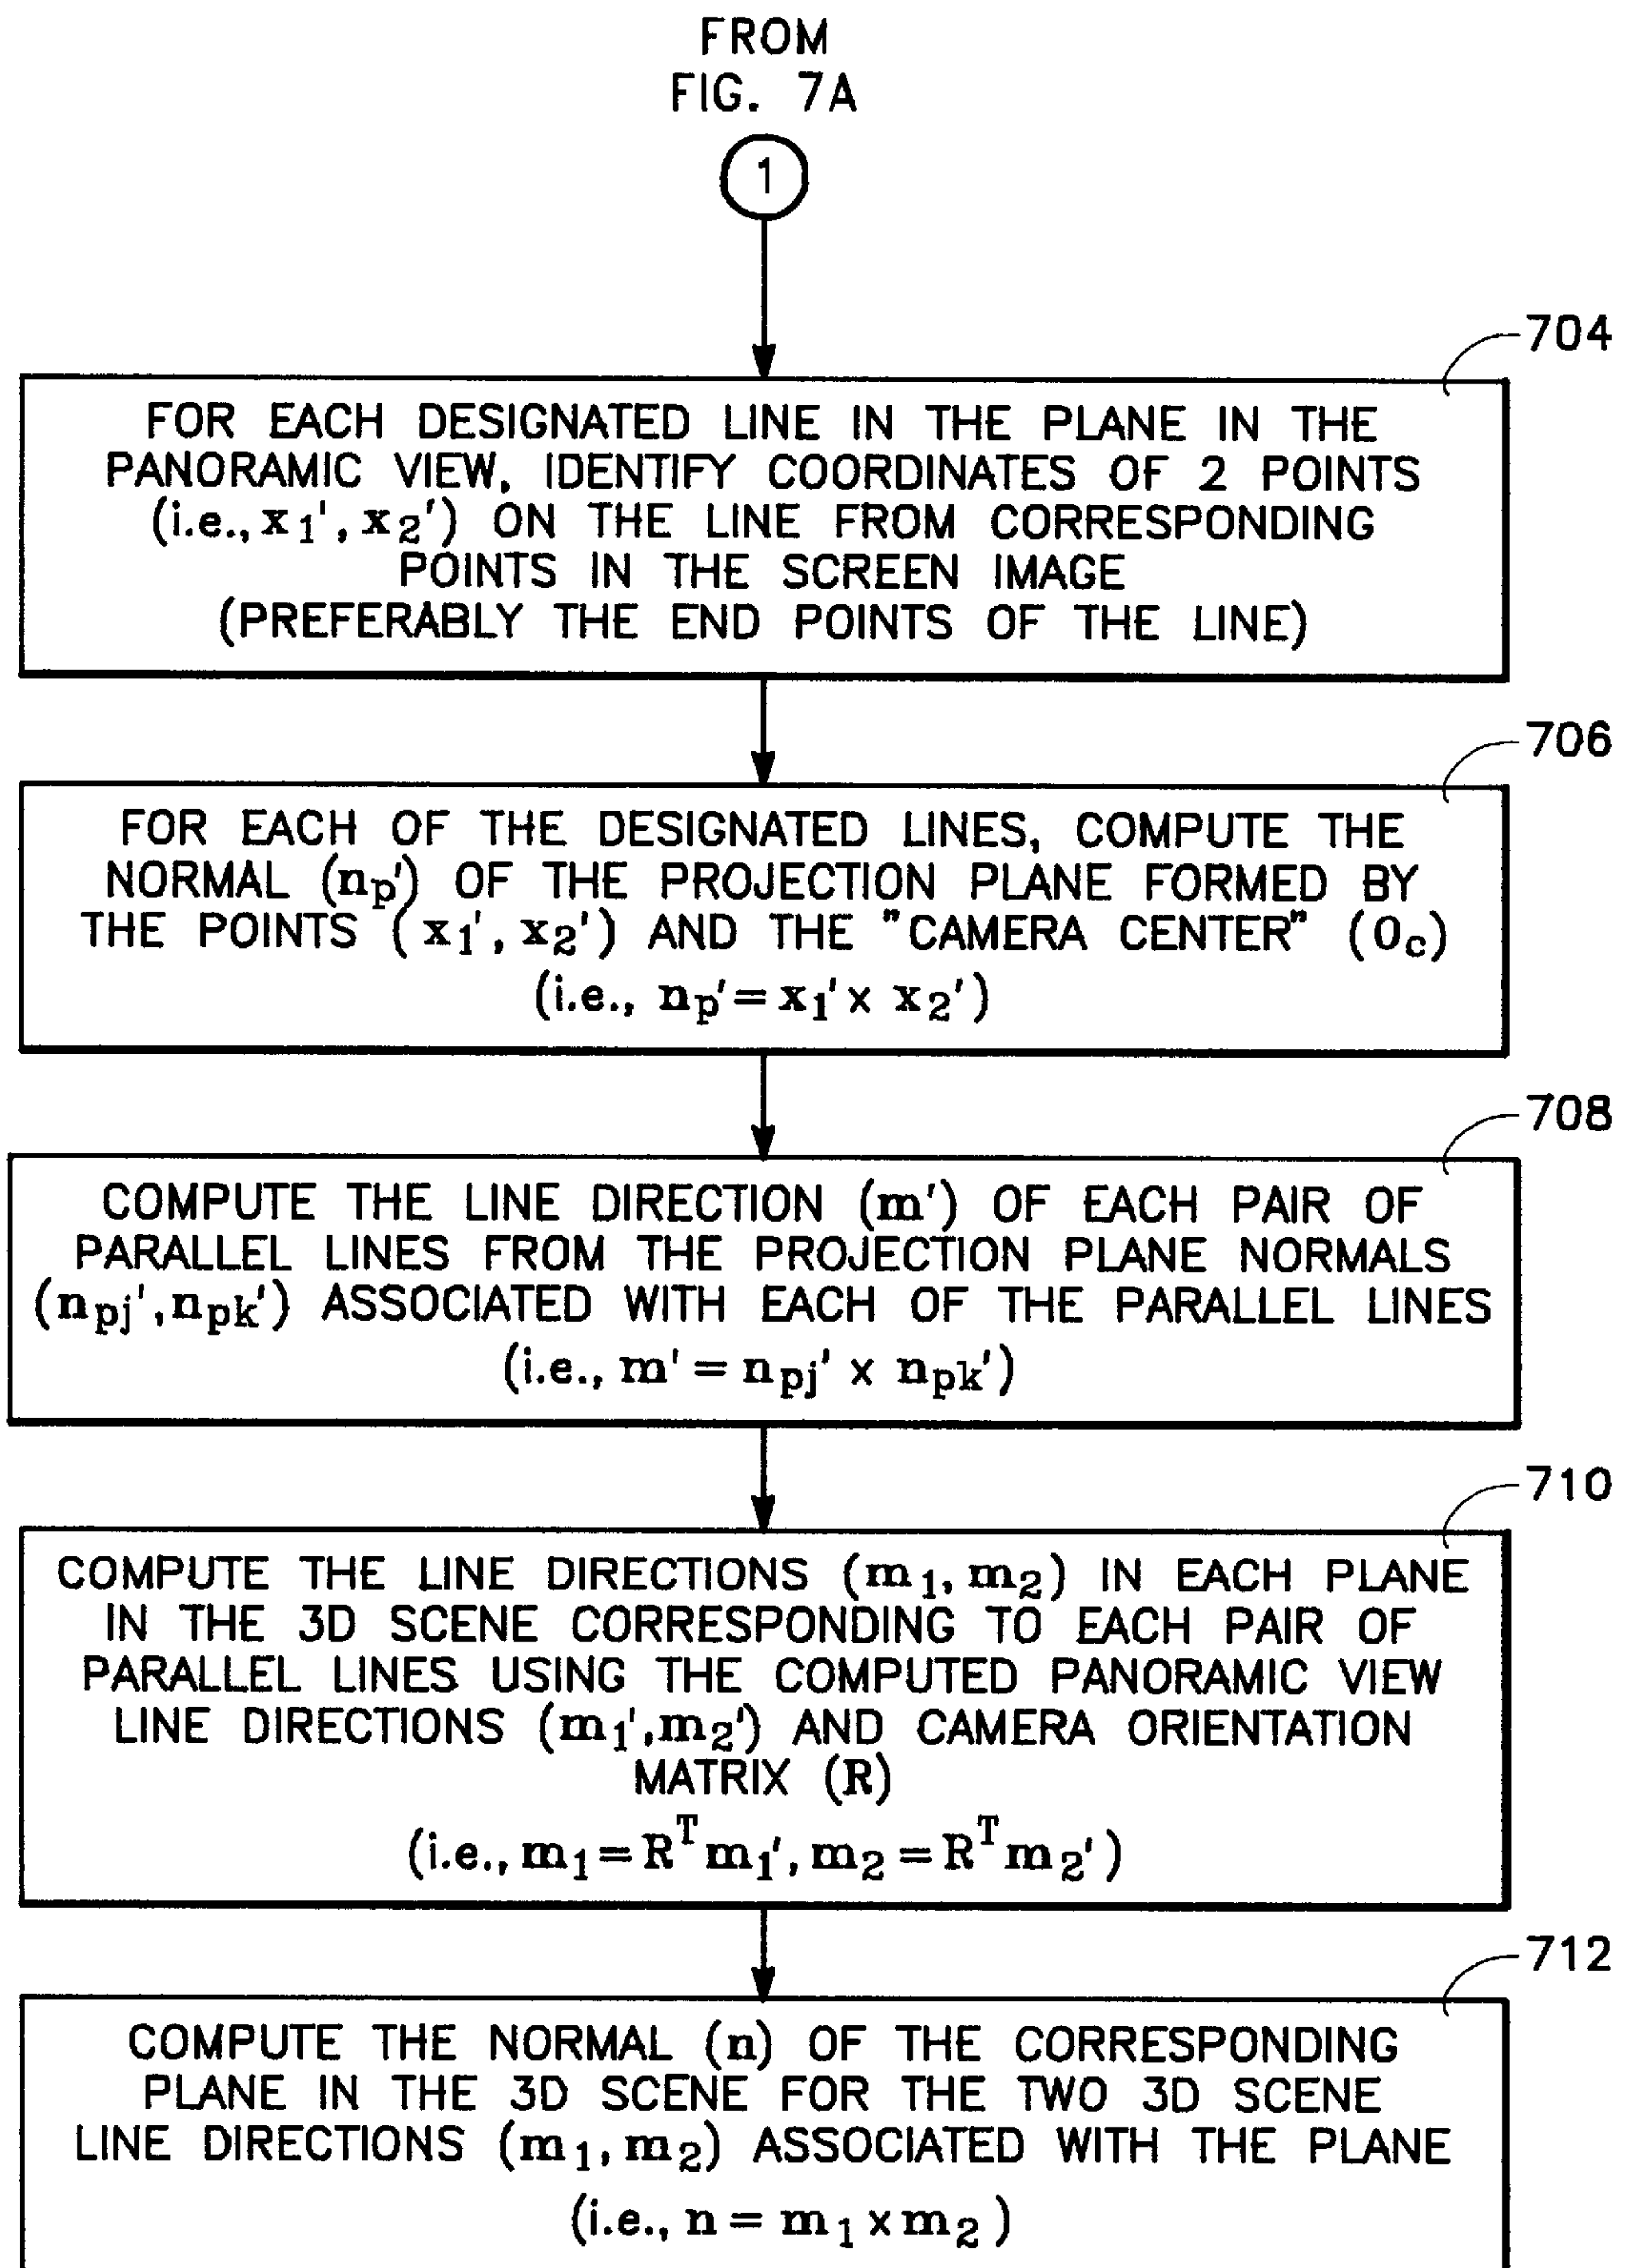 FROM
FIG. 7A
1
704
FOR EACH DESIGNATED LINE IN THE PLANE IN THE
PANORAMIC VIEW, IDENTIFY COORDINATES OF 2 POINTS
(i.e., x₁', x₂') ON THE LINE FROM CORRESPONDING
POINTS IN THE SCREEN IMAGE
(PREFERABLY THE END POINTS OF THE LINE)
706
FOR EACH OF THE DESIGNATED LINES, COMPUTE THE
NORMAL (nₚ') OF THE PROJECTION PLANE FORMED BY
THE POINTS (x₁', x₂') AND THE "CAMERA CENTER" (O_c)
(i.e., nₚ' = x₁' x x₂')
708
COMPUTE THE LINE DIRECTION (m') OF EACH PAIR OF
PARALLEL LINES FROM THE PROJECTION PLANE NORMALS
(n_pj', n_pk') ASSOCIATED WITH EACH OF THE PARALLEL LINES
(i.e., m' = n_pj' x n_pk')
710
COMPUTE THE LINE DIRECTIONS (m₁, m₂) IN EACH PLANE
IN THE 3D SCENE CORRESPONDING TO EACH PAIR OF
PARALLEL LINES USING THE COMPUTED PANORAMIC VIEW
LINE DIRECTIONS (m₁', m₂') AND CAMERA ORIENTATION
MATRIX (R)
(i.e., m₁ = Rᵀm₁', m₂ = Rᵀm₂')
712
COMPUTE THE NORMAL (n) OF THE CORRESPONDING
PLANE IN THE 3D SCENE FOR THE TWO 3D SCENE
LINE DIRECTIONS (m₁, m₂) ASSOCIATED WITH THE PLANE
(i.e., n = m₁ x m₂)